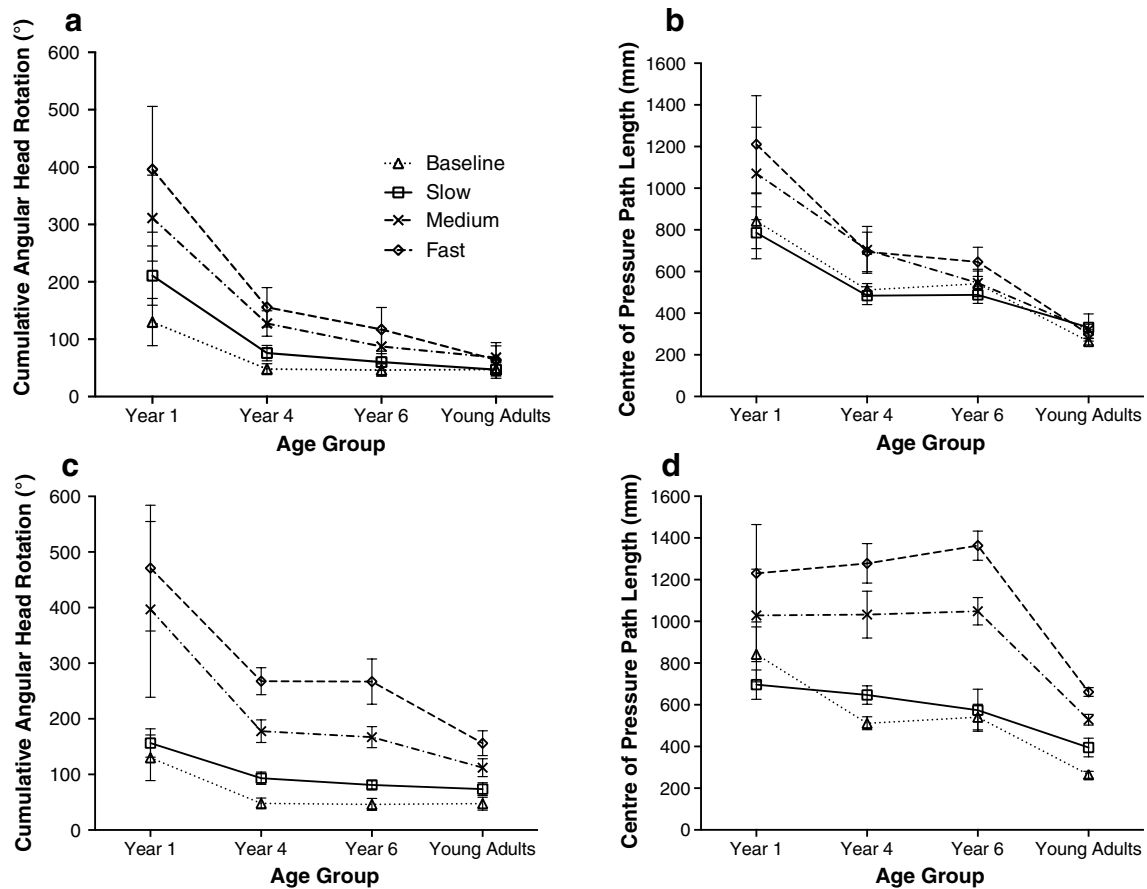 a
Cumulative Angular Head Rotation (°)
600
500
400
300
200
100
0
Baseline
Slow
Medium
Fast
Year 1
Year 4
Year 6
Young Adults
Age Group
b
Centre of Pressure Path Length (mm)
1600
1400
1200
1000
800
600
400
200
0
Year 1
Year 4
Year 6
Young Adults
Age Group
c
Cumulative Angular Head Rotation (°)
600
500
400
300
200
100
0
Year 1
Year 4
Year 6
Young Adults
Age Group
d
Centre of Pressure Path Length (mm)
1600
1400
1200
1000
800
600
400
200
0
Year 1
Year 4
Year 6
Young Adults
Age Group